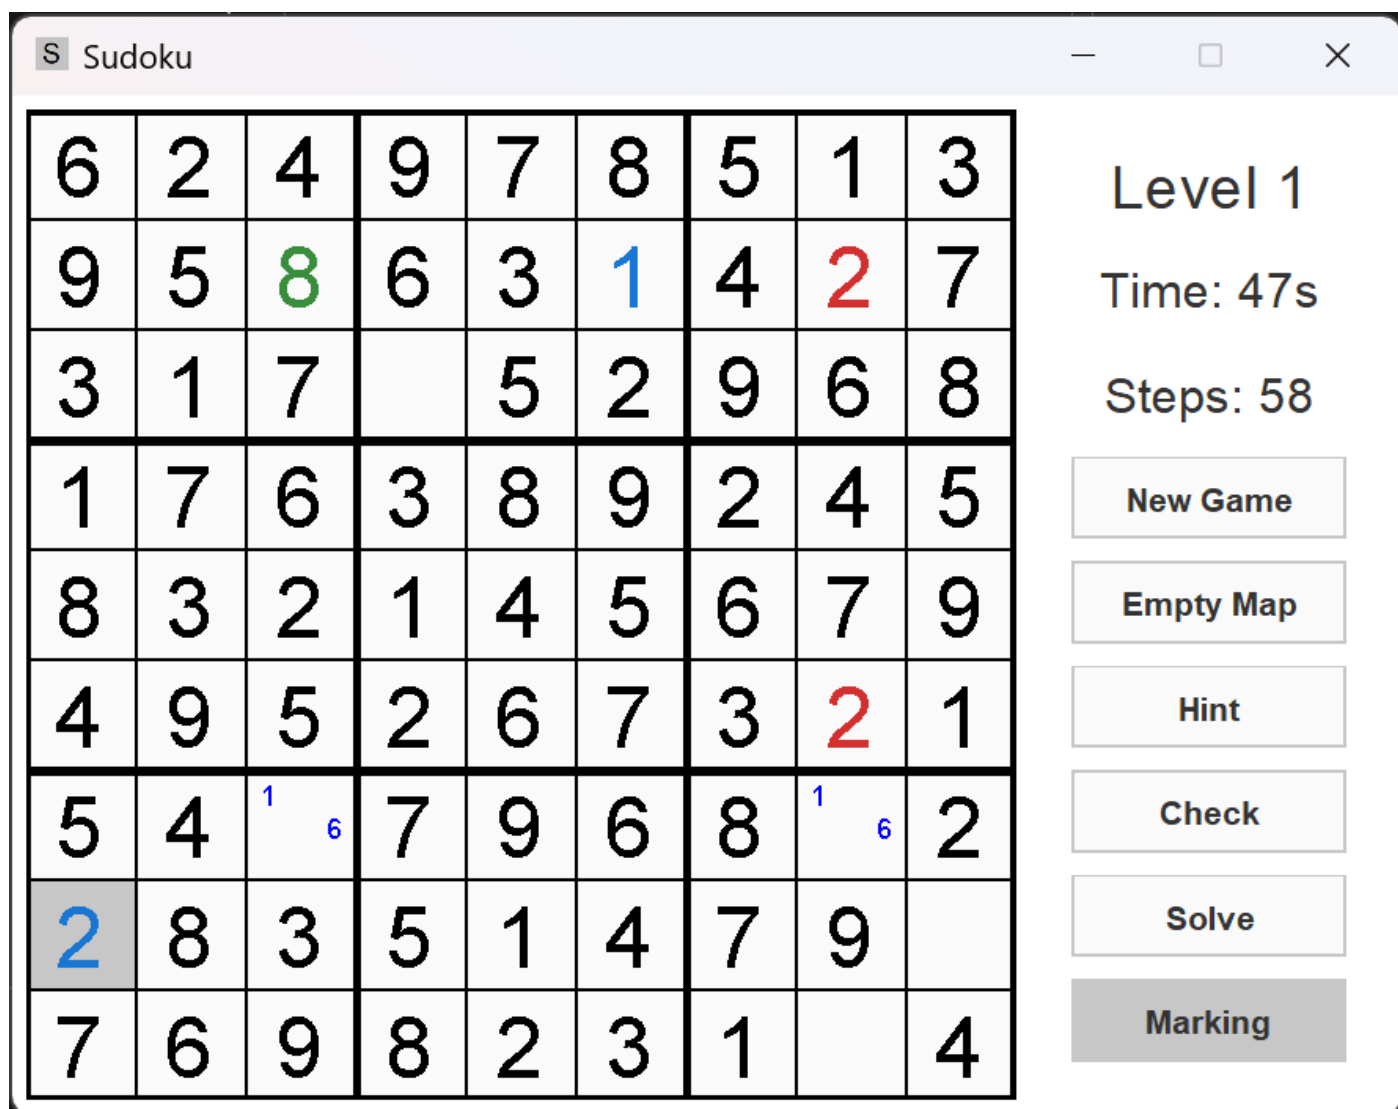 S Sudoku
6 2 4 9 7 8 5 1 3
9 5 8 6 3 1 4 2 7
3 1 7 5 2 9 6 8
1 7 6 3 8 9 2 4 5
8 3 2 1 4 5 6 7 9
4 9 5 2 6 7 3 2 1
5 4 1 6 7 9 6 8 1 6 2
2 8 3 5 1 4 7 9
7 6 9 8 2 3 1 4
Level 1
Time: 47s
Steps: 58
New Game
Empty Map
Hint
Check
Solve
Marking